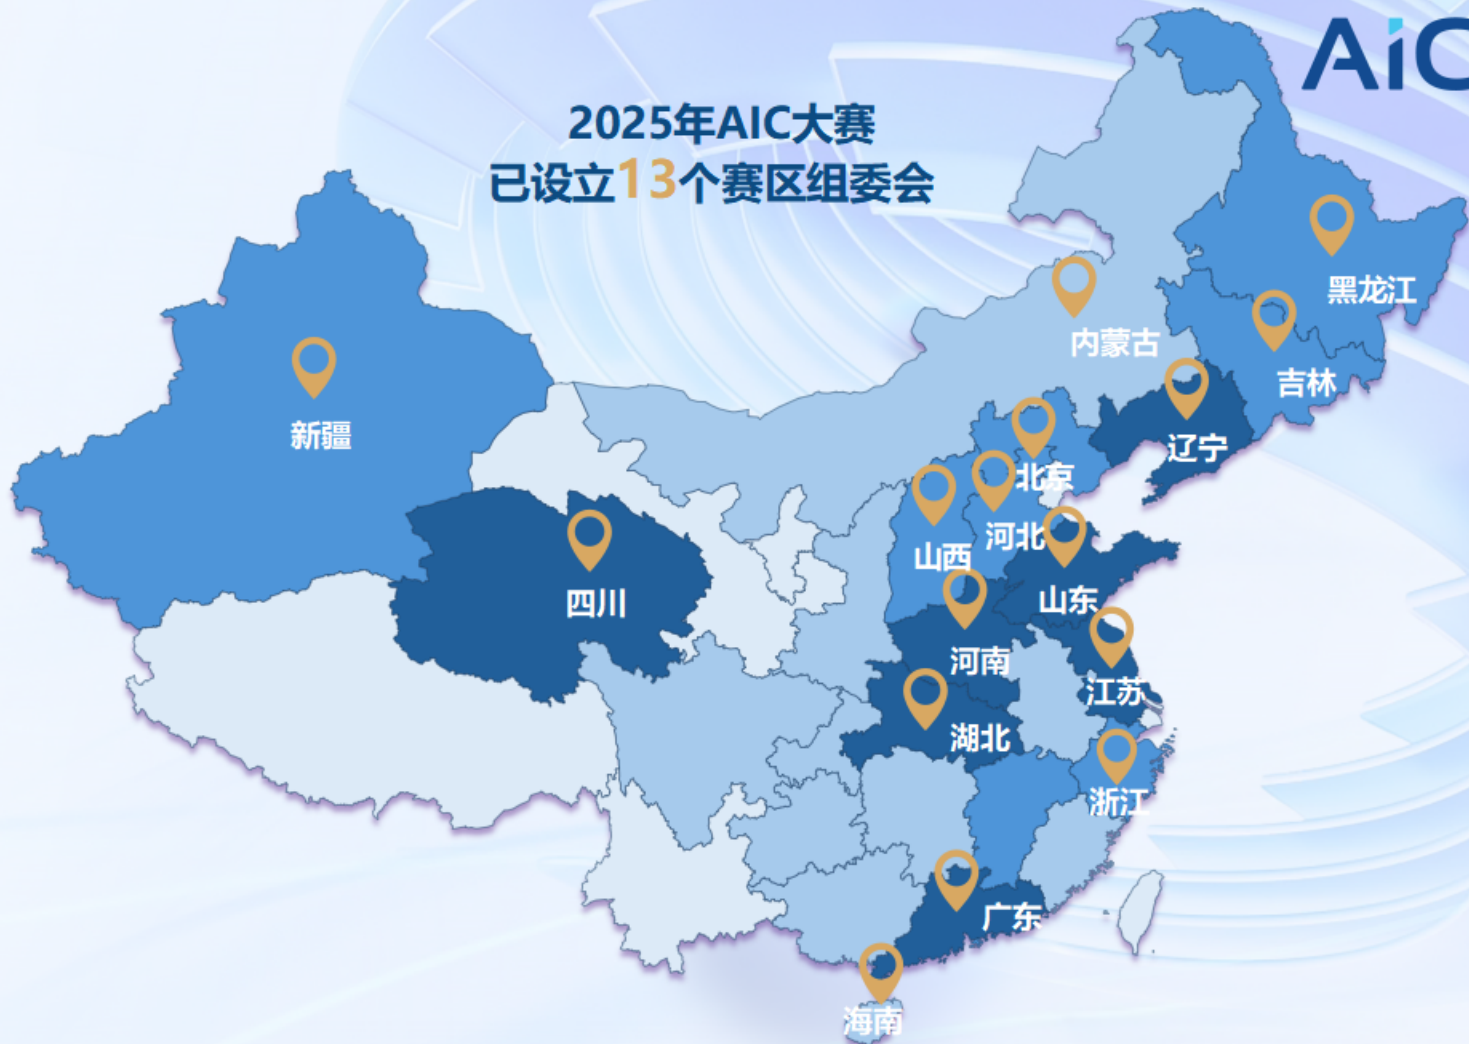 AiC
2025年AIC大赛
已设立13个赛区组委会
黑龙江
内蒙古
吉林
新疆
辽宁
北京
河北
山西
四川
山东
河南
江苏
湖北
浙江
广东
海南